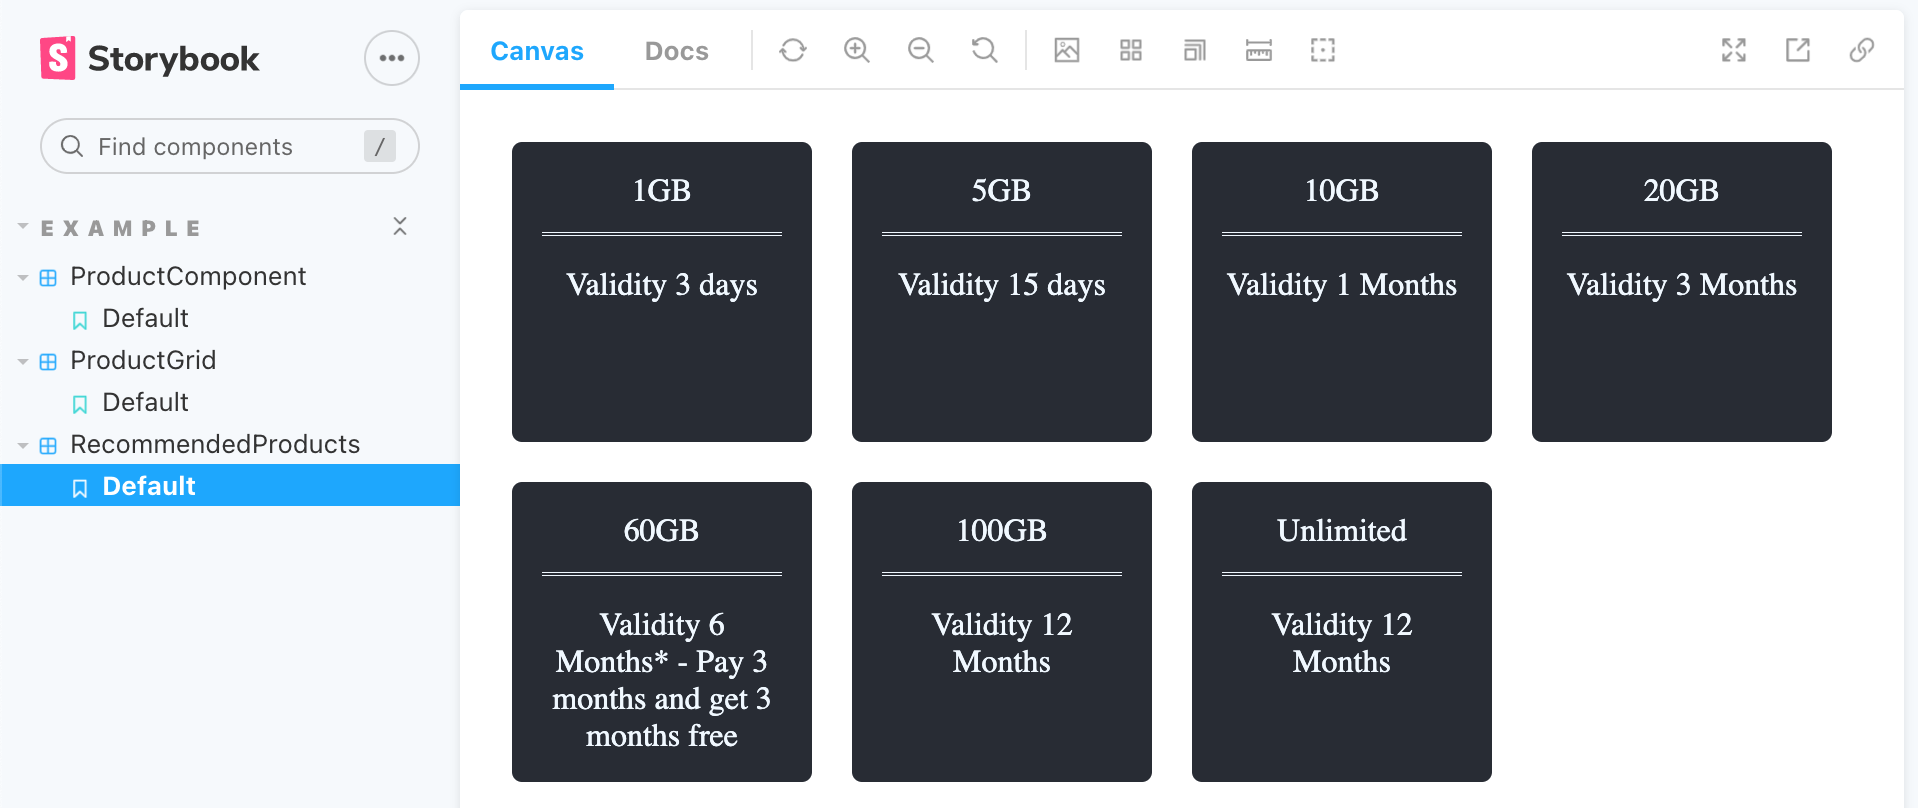 Storybook
Find components
/
EXAMPLE
ProductComponent
Default
ProductGrid
Default
RecommendedProducts
Default
Canvas
Docs
1GB
Validity 3 days
5GB
Validity 15 days
10GB
Validity 1 Months
20GB
Validity 3 Months
60GB
Validity 6
Months* - Pay 3
months and get 3
months free
100GB
Validity 12
Months
Unlimited
Validity 12
Months